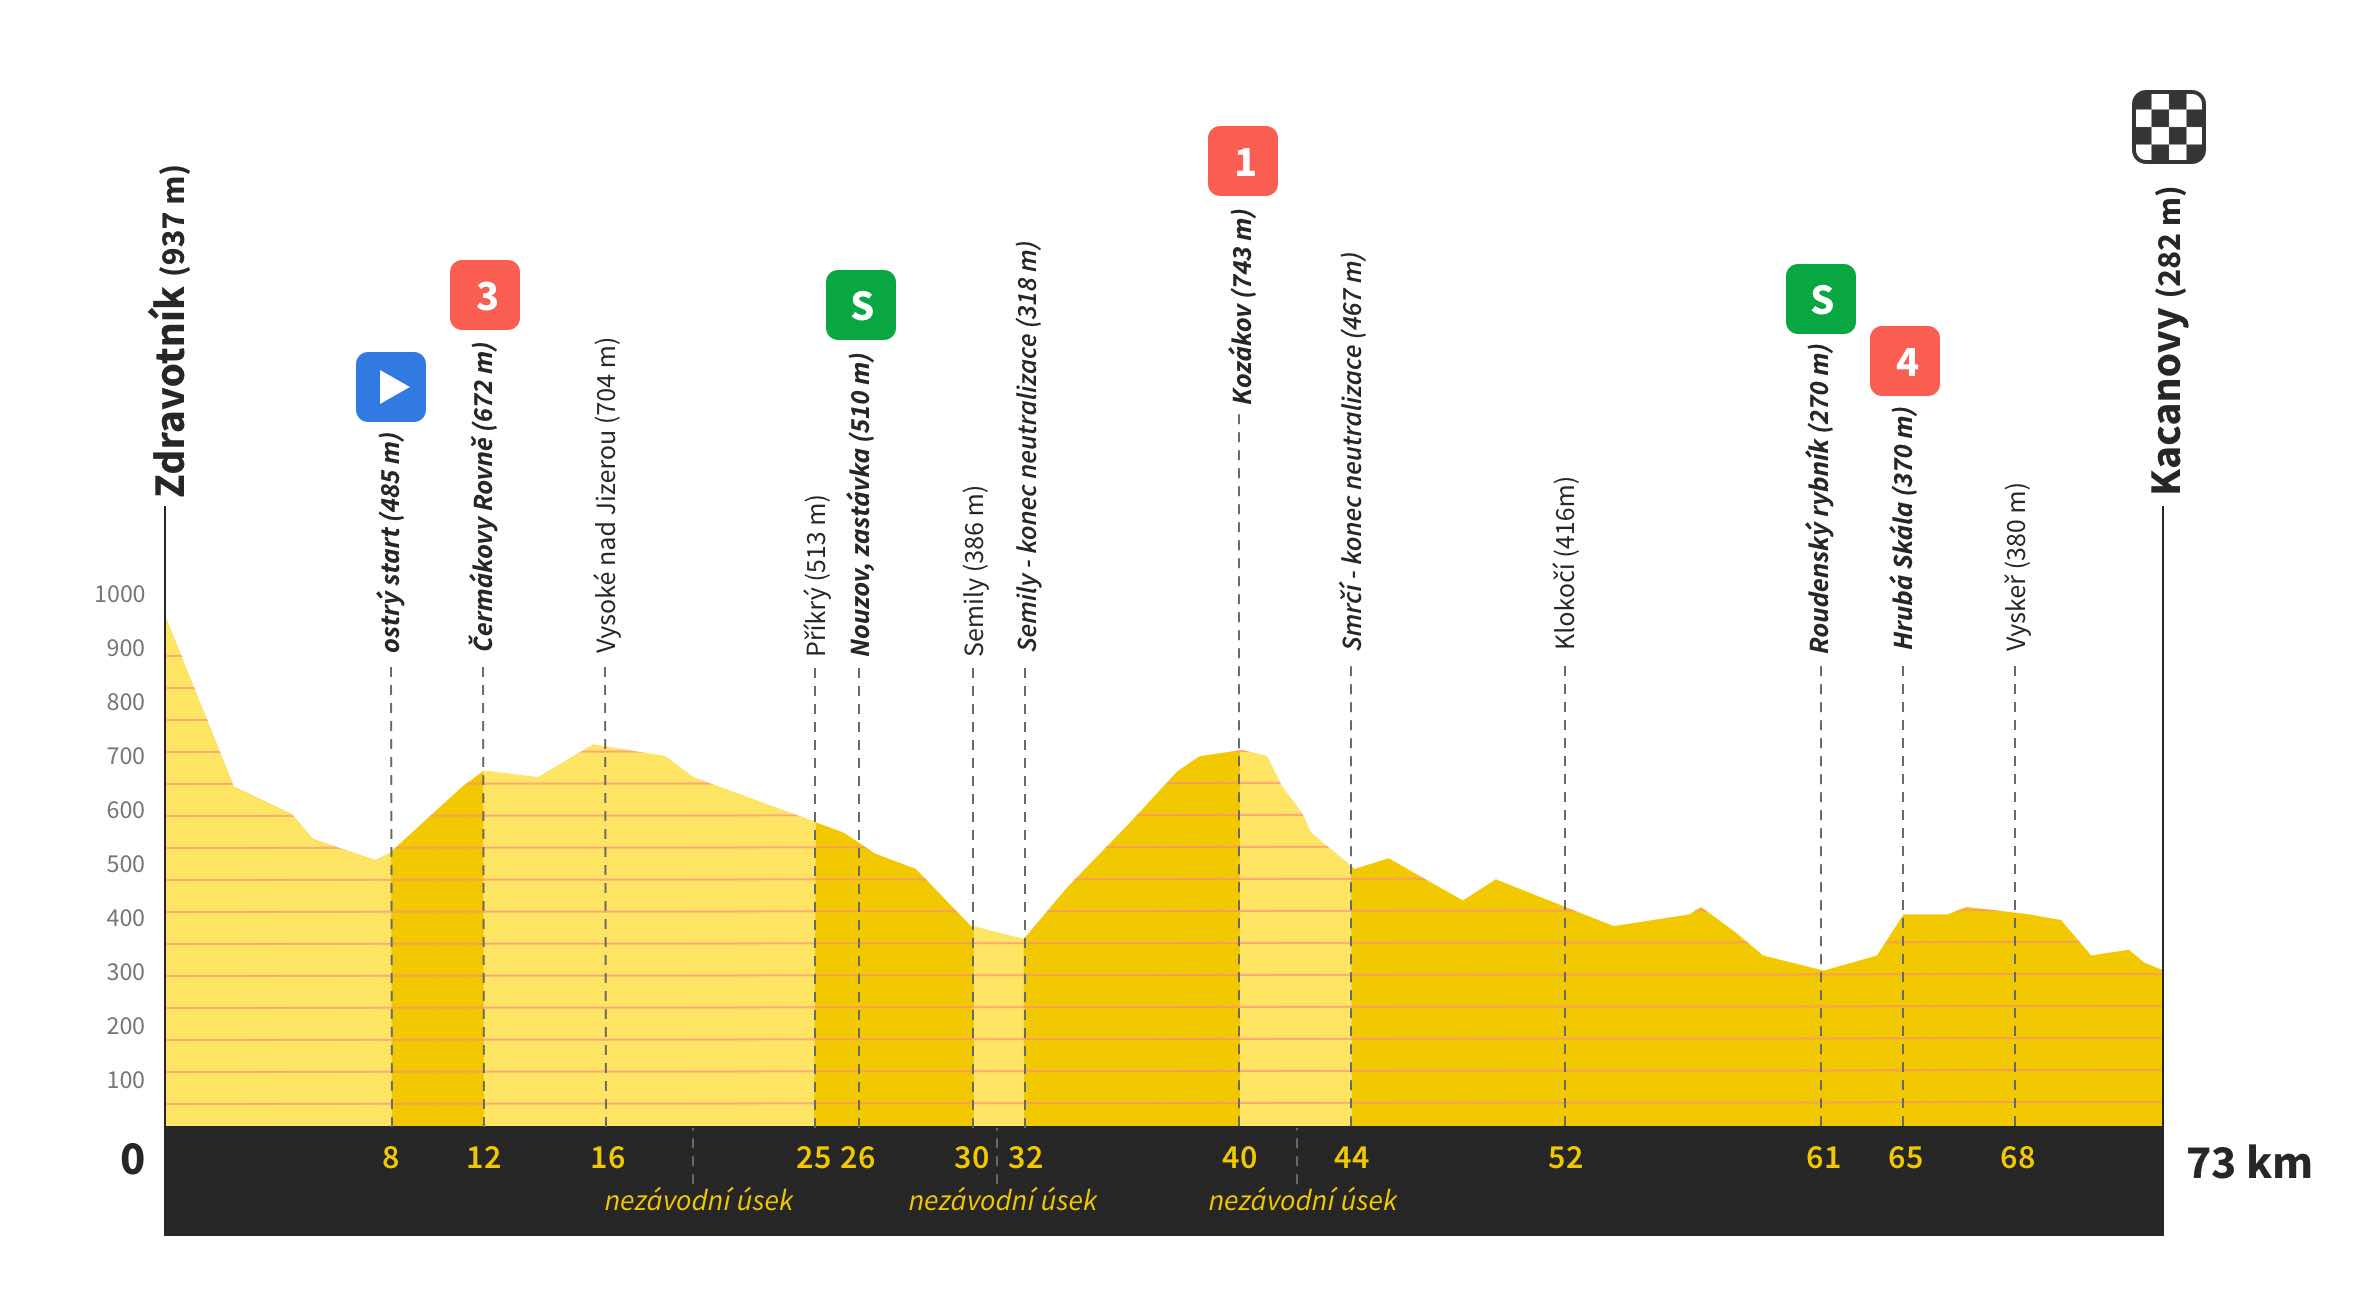 Zdravotník (937 m)
ostrý start (485 m)
3
Čermákovy Rovně (672 m)
Vysoké nad Jizerou (704 m)
Příkrý (513 m)
S
Nouzov, zastávka (510 m)
Semily (386 m)
Semily - konec neutralizace (318 m)
1
Kozákov (743 m)
Smrčí - konec neutralizace (467 m)
Klokočí (416m)
S
Roudenský rybník (270 m)
4
Hrubá Skála (370 m)
Vyskeř (380 m)
Kacanovy (282 m)
1000
900
800
700
600
500
400
300
200
100
0 8 12 16 25 26 30 32 40 44 52 61 65 68 73 km
nezávodní úsek nezávodní úsek nezávodní úsek